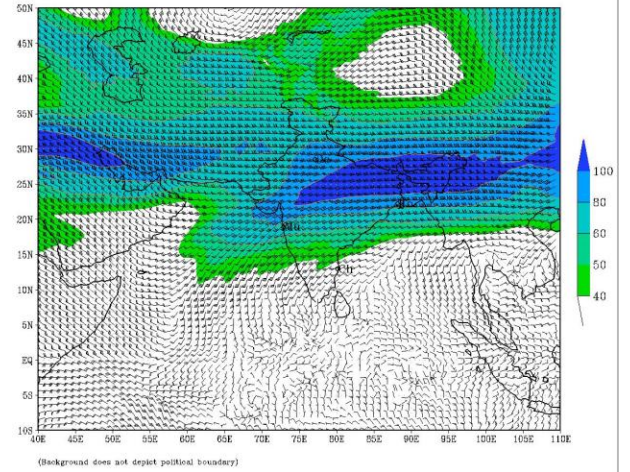 50N
45N
40N
35N
30N
25N
20N
15N
10N
5N
EQ
5S
10S
40E 45E 50E 55E 60E 65E 70E 75E 80E 85E 90E 95E 100E 105E 110E
100
80
60
50
40
Mu
Ch
(Background does not depict political boundary)